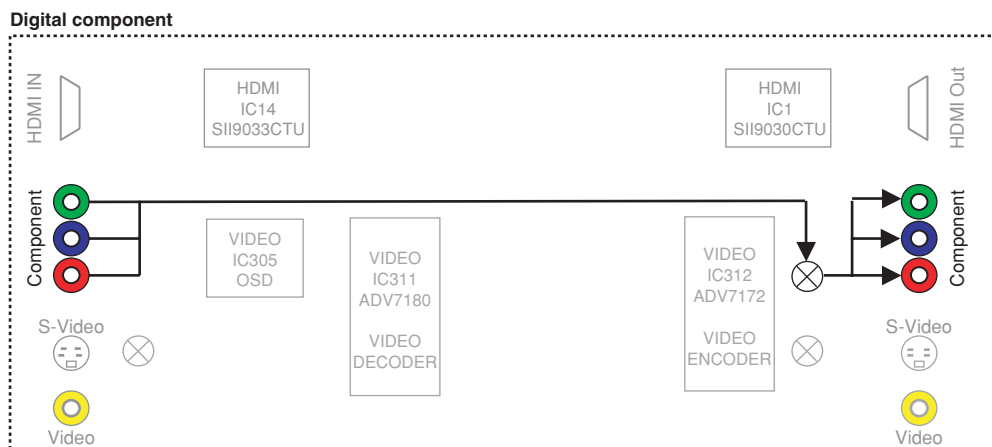 Digital component
HDMI IN
HDMI
IC14
SII9033CTU
HDMI
IC1
SII9030CTU
HDMI Out
Component
VIDEO
IC305
OSD
VIDEO
IC311
ADV7180
VIDEO
DECODER
VIDEO
IC312
ADV7172
VIDEO
ENCODER
Component
S-Video
S-Video
Video
Video